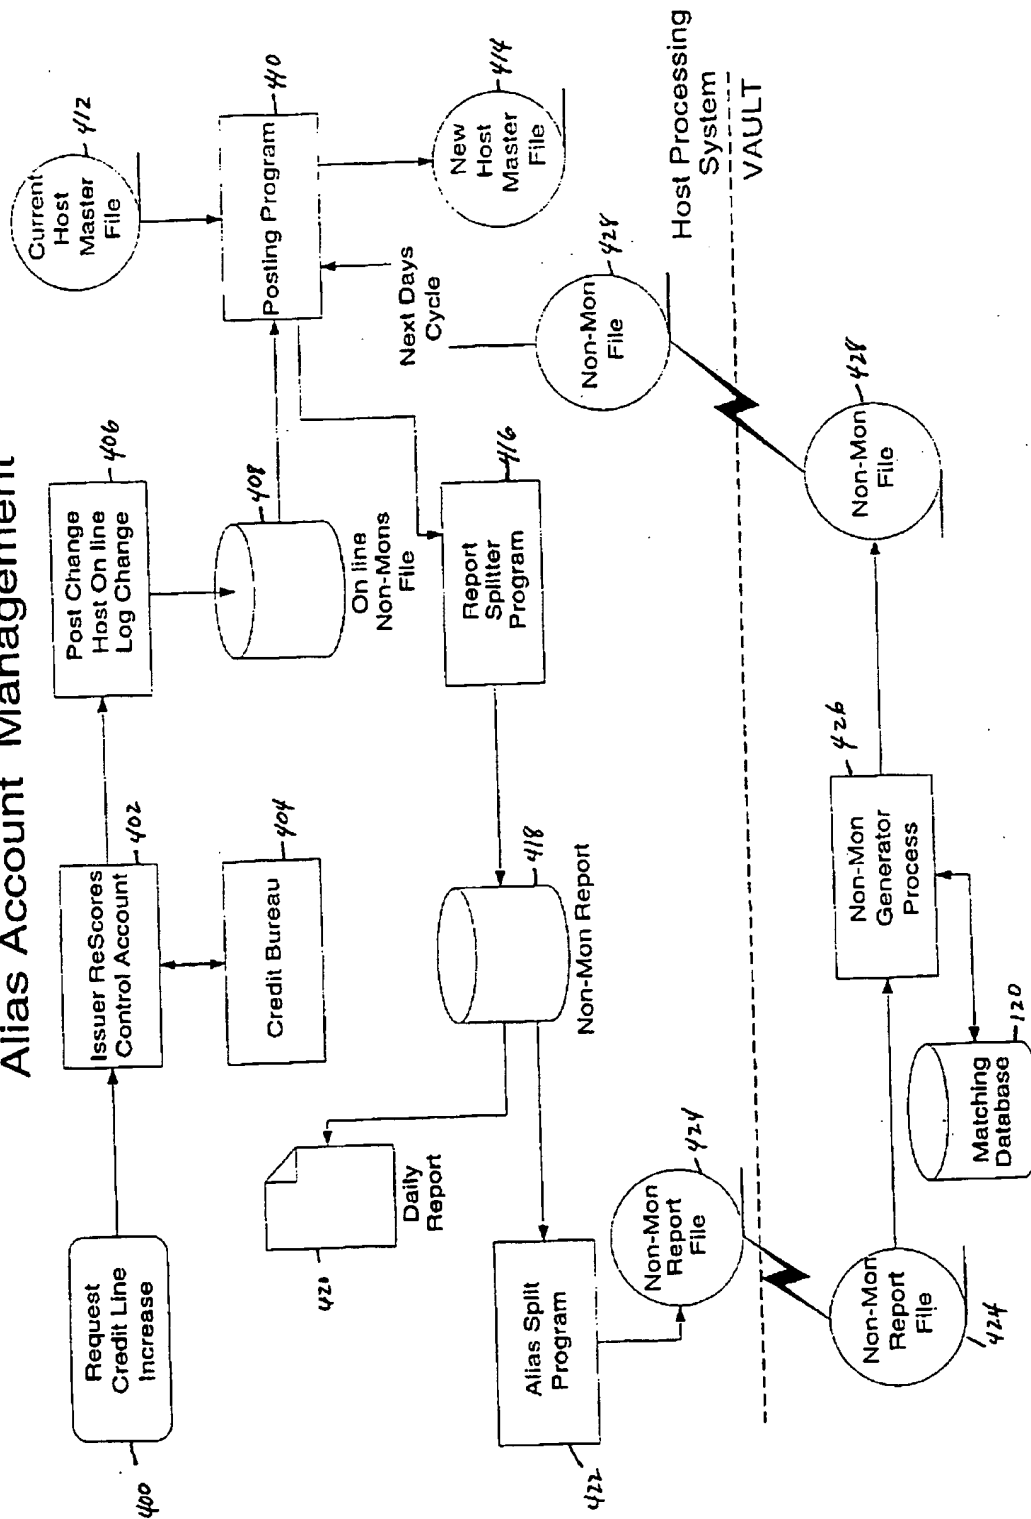 Alias Account Management
Request
Credit Line
Increase
400
Issuer ReScores
Control Account
402
Credit Bureau
404
Post Change
Host On line
Log Change
406
408
On line
Non-Mons
File
Current
Host
Master
File
412
Posting Program
410
New
Host
Master
File
414
Next Days
Cycle
Report
Splitter
Program
416
418
Non-Mon Report
Daily
Report
420
Alias Split
Program
422
Non-Mon
Report
File
424
Non-Mon
File
428
Host Processing
System
VAULT
Non-Mon
Report
File
424
Matching
Database
120
Non-Mon
Generator
Process
426
Non-Mon
File
428